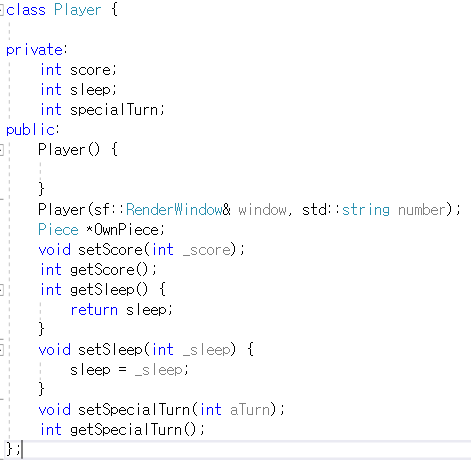 class Player {
private:
int score;
int sleep;
int specialTurn;
public:
Player() {
}
Player(sf::RenderWindow& window, std::string number);
Piece *OwnPiece;
void setScore(int _score);
int getScore();
int getSleep() {
return sleep;
}
void setSleep(int _sleep) {
sleep = _sleep;
}
void setSpecialTurn(int aTurn);
int getSpecialTurn();
};